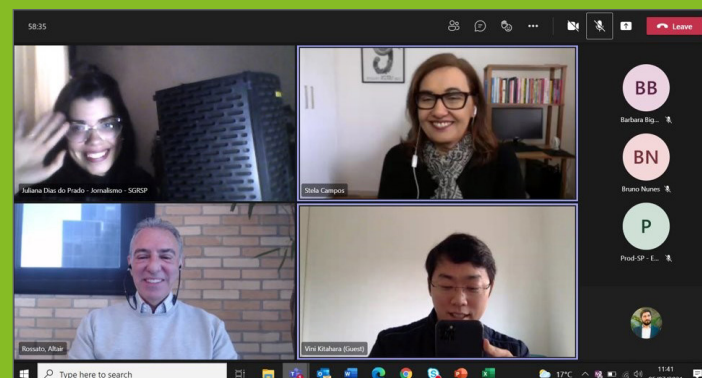 58:35
Leave
Juliana Dias do Prado - Jornalismo - SGRSP
Stela Campos
Rossato, Altair
Vini Kitahara (Guest)
BB
Barbara Big...
BN
Bruno Nunes
P
Prod-SP - E...
Type here to search
17°C
11:41